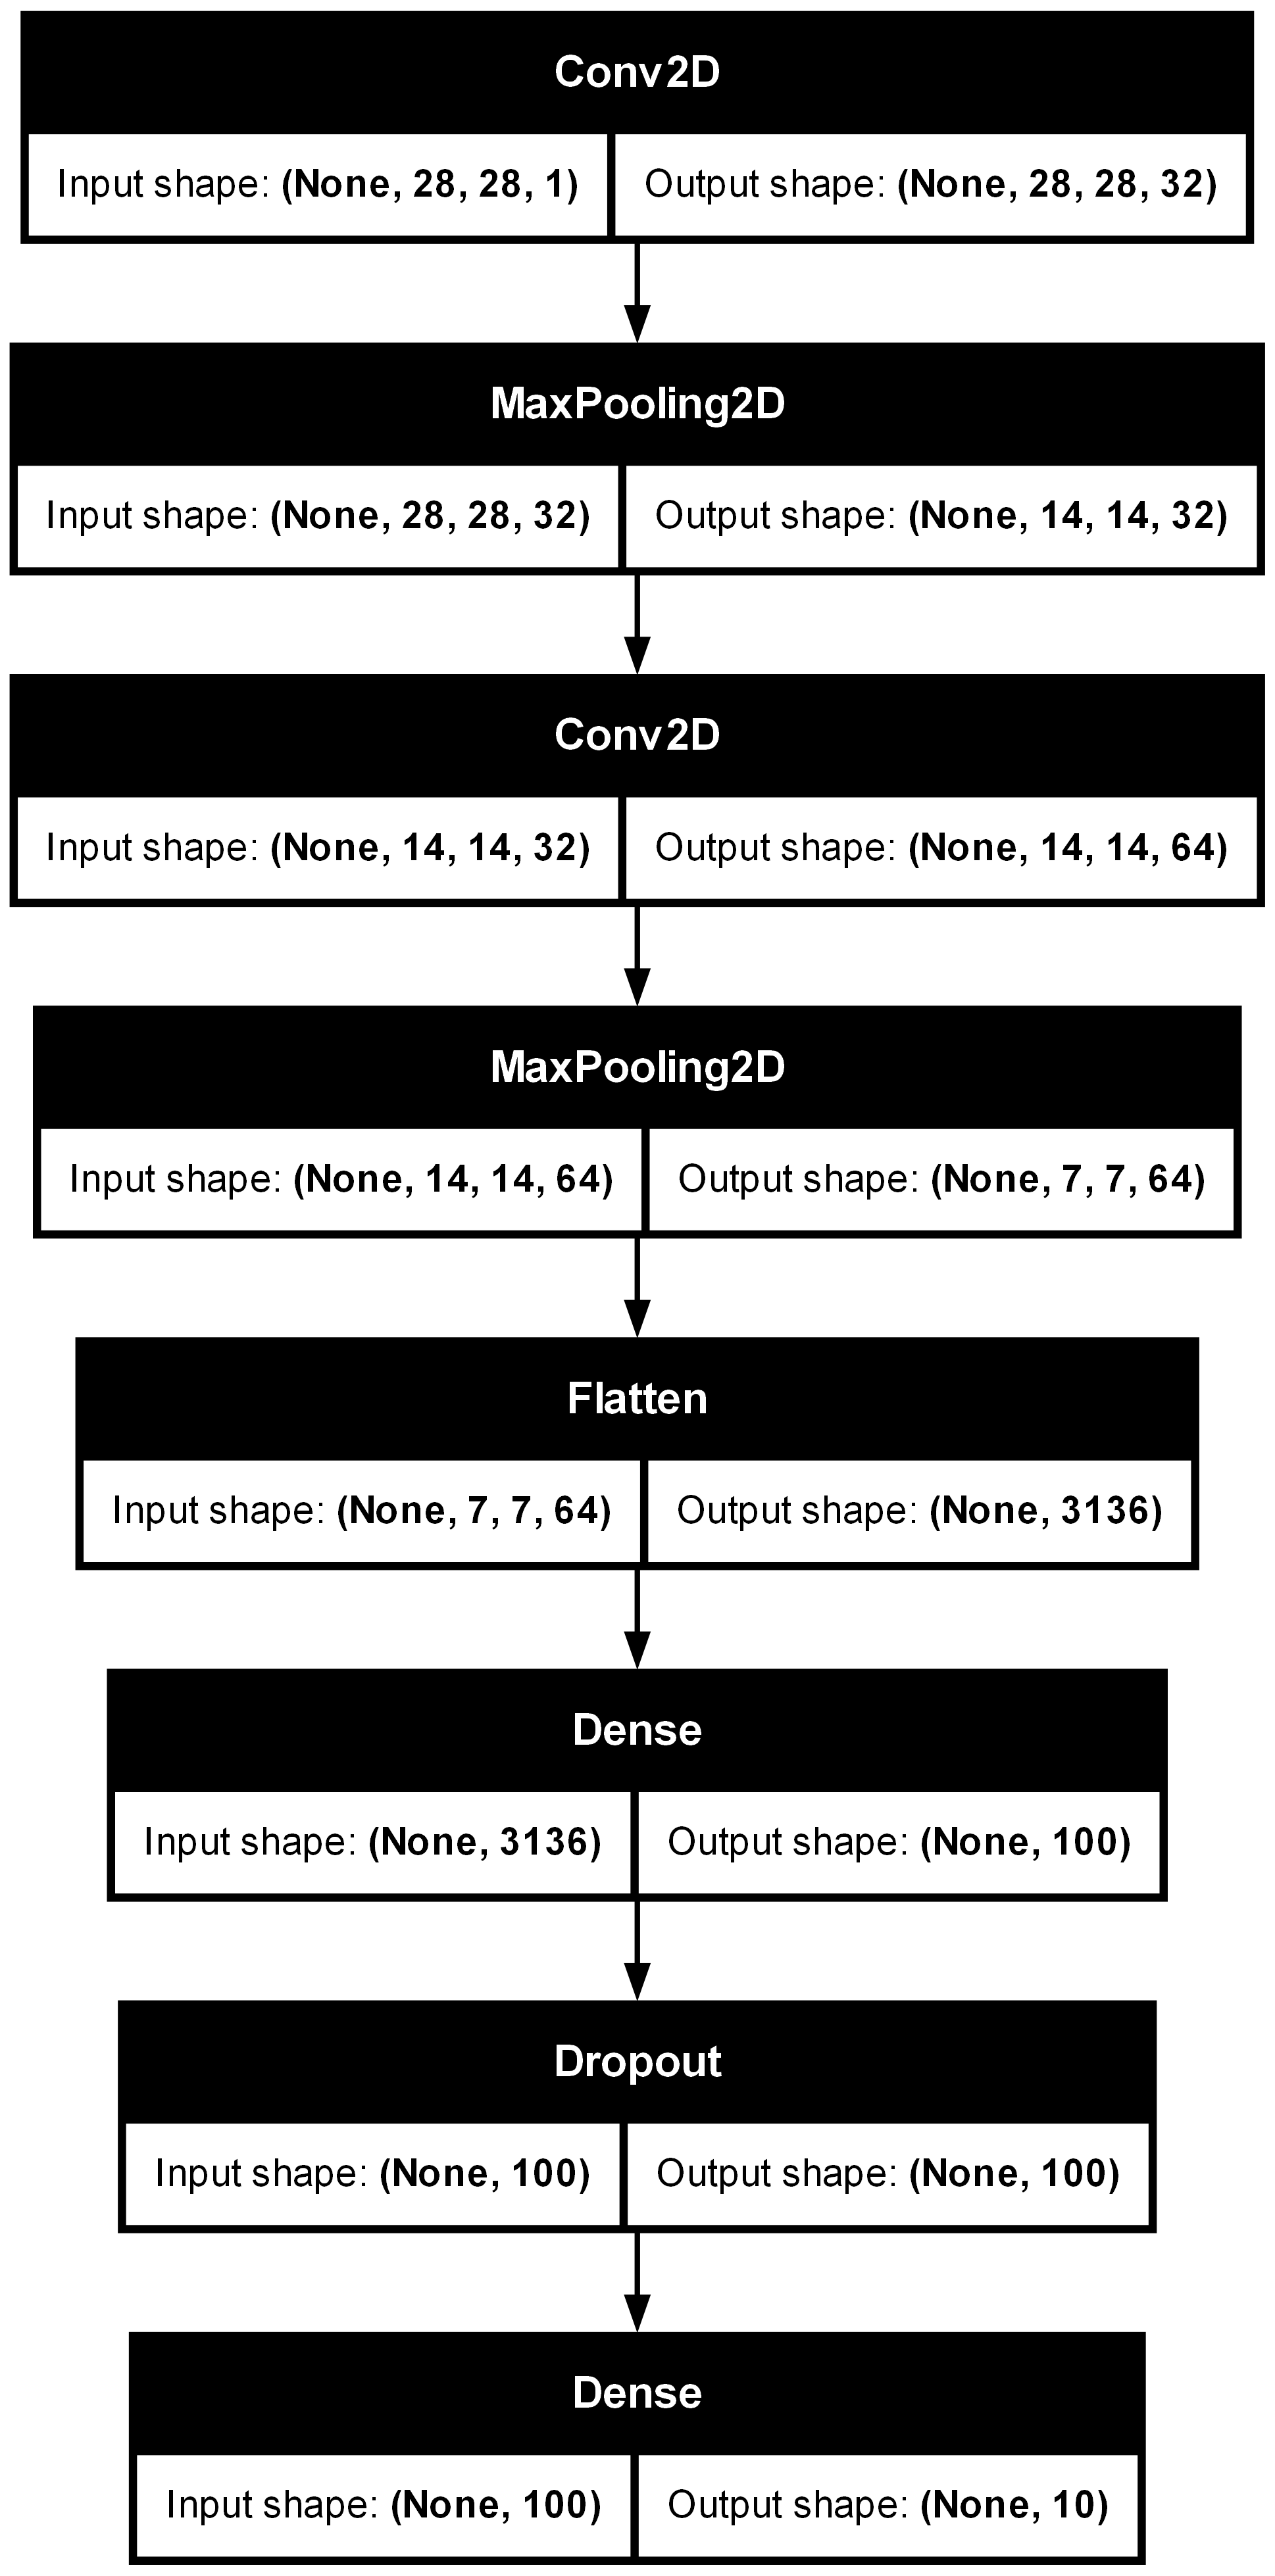 Conv2D
Input shape: (None, 28, 28, 1) Output shape: (None, 28, 28, 32)
MaxPooling2D
Input shape: (None, 28, 28, 32) Output shape: (None, 14, 14, 32)
Conv2D
Input shape: (None, 14, 14, 32) Output shape: (None, 14, 14, 64)
MaxPooling2D
Input shape: (None, 14, 14, 64) Output shape: (None, 7, 7, 64)
Flatten
Input shape: (None, 7, 7, 64) Output shape: (None, 3136)
Dense
Input shape: (None, 3136) Output shape: (None, 100)
Dropout
Input shape: (None, 100) Output shape: (None, 100)
Dense
Input shape: (None, 100) Output shape: (None, 10)